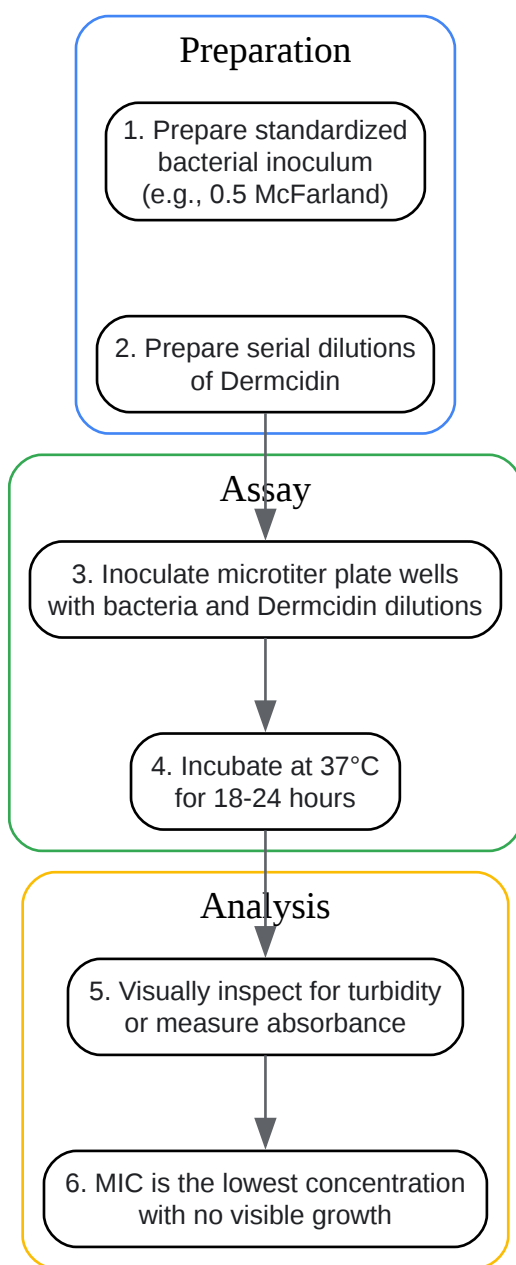 Preparation
1. Prepare standardized
bacterial inoculum
(e.g., 0.5 McFarland)
2. Prepare serial dilutions
of Dermcidin
Assay
3. Inoculate microtiter plate wells
with bacteria and Dermcidin dilutions
4. Incubate at 37°C
for 18-24 hours
Analysis
5. Visually inspect for turbidity
or measure absorbance
6. MIC is the lowest concentration
with no visible growth